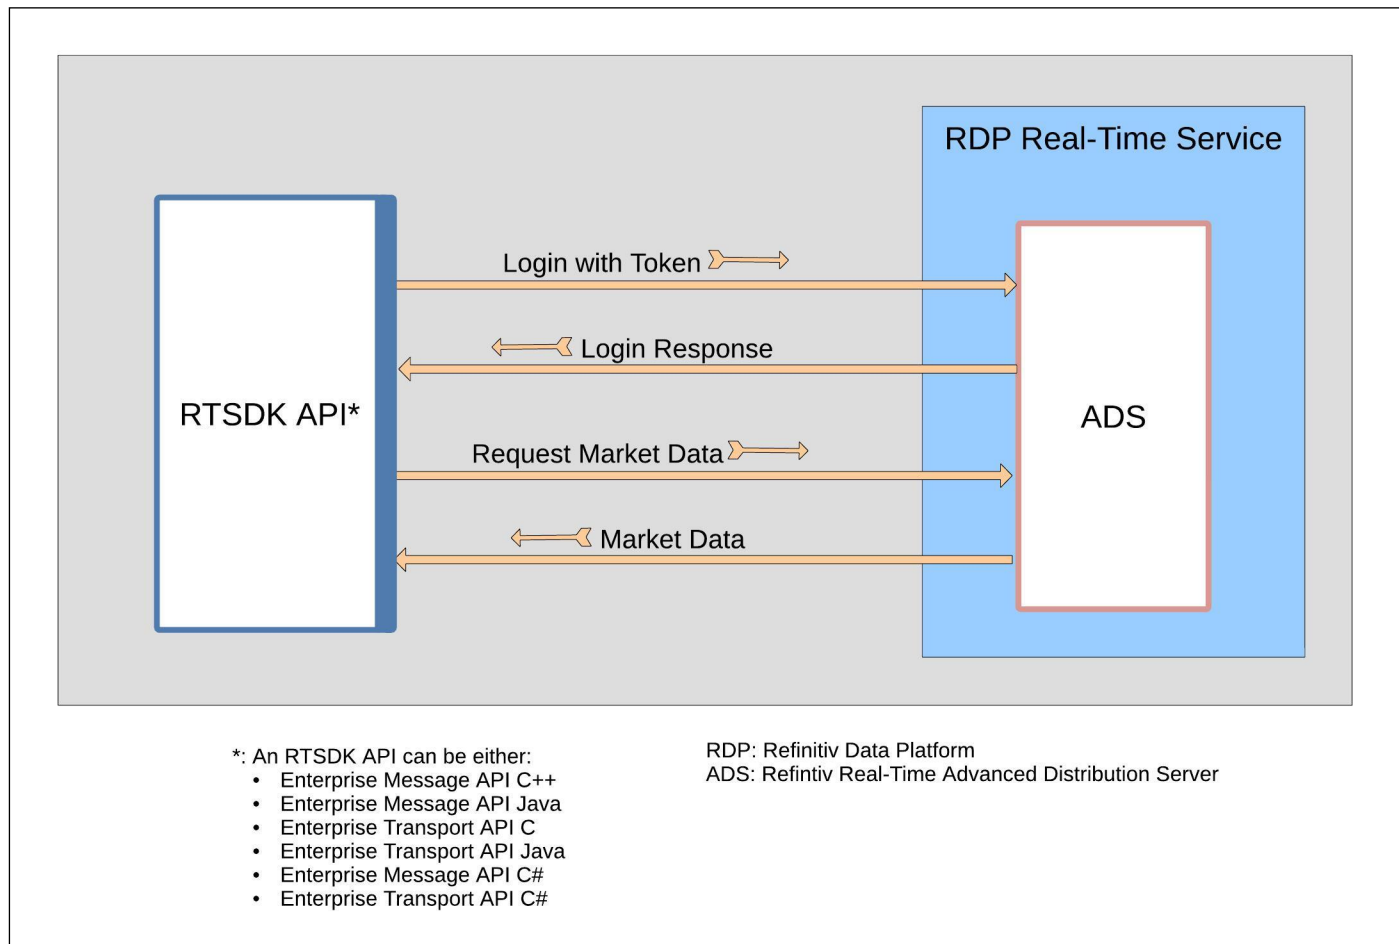 RDP Real-Time Service
Login with Token
Login Response
RTSDK API*
ADS
Request Market Data
Market Data
*: An RTSDK API can be either:
• Enterprise Message API C++
• Enterprise Message API Java
• Enterprise Transport API C
• Enterprise Transport API Java
• Enterprise Message API C#
• Enterprise Transport API C#
RDP: Refinitiv Data Platform
ADS: Refintiv Real-Time Advanced Distribution Server